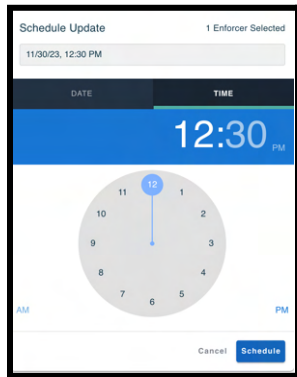 Schedule Update 1 Enforcer Selected
11/30/23, 12:30 PM
DATE TIME
12:30 PM
12
11 1
10 2
9 3
8 4
7 5
6
AM PM
Cancel Schedule